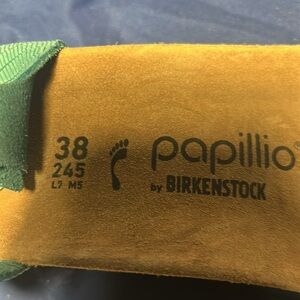 38
245
L7 M5
papillio
by BIRKENSTOCK